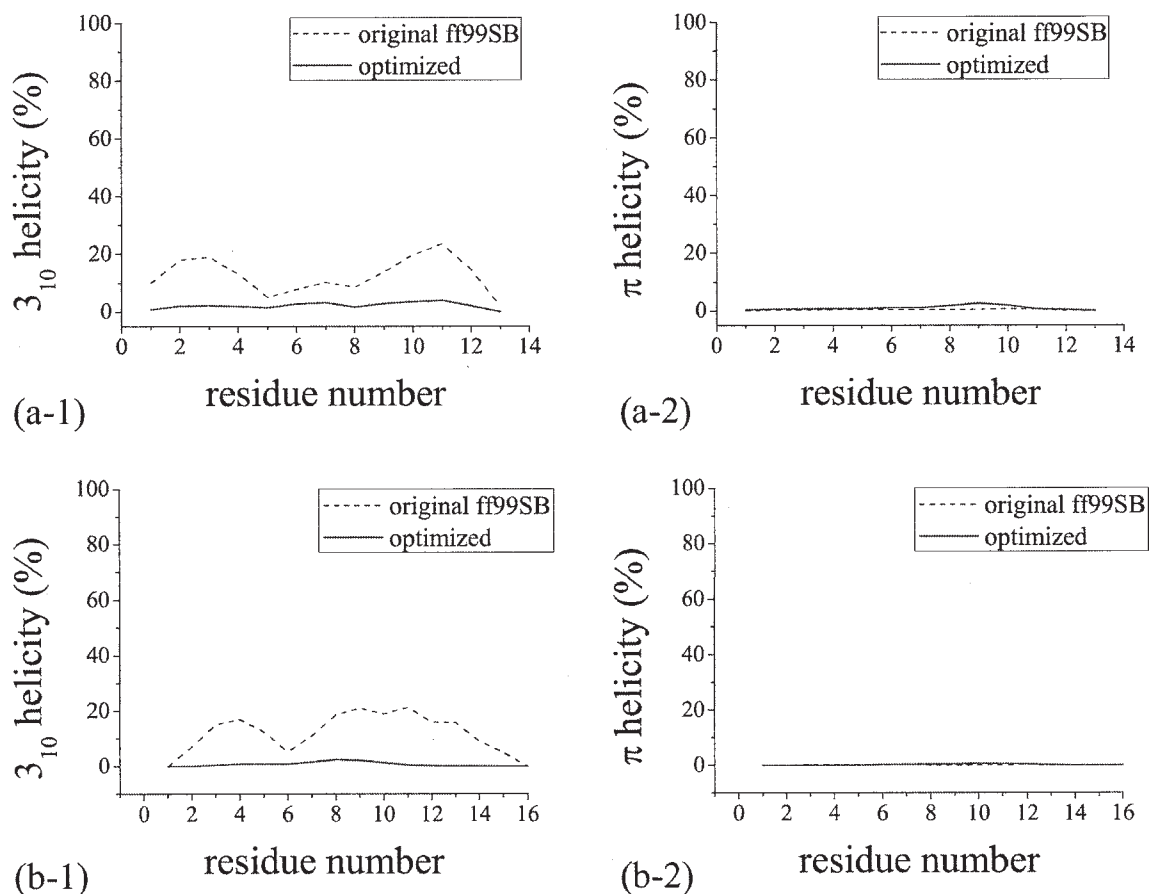 3₁₀ helicity (%)
100
80
60
40
20
0
original ff99SB
optimized
0 2 4 6 8 10 12 14
residue number
(a-1)
π helicity (%)
100
80
60
40
20
0
original ff99SB
optimized
0 2 4 6 8 10 12 14
residue number
(a-2)
3₁₀ helicity (%)
100
80
60
40
20
0
original ff99SB
optimized
0 2 4 6 8 10 12 14 16
residue number
(b-1)
π helicity (%)
100
80
60
40
20
0
original ff99SB
optimized
0 2 4 6 8 10 12 14 16
residue number
(b-2)